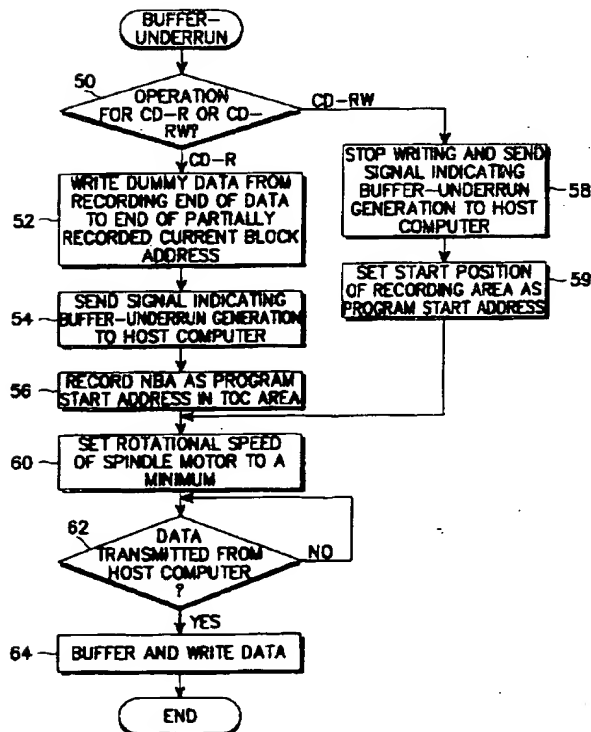 BUFFER-
UNDERRUN
50
OPERATION
FOR CD-R OR CD-
RW?
CD-RW
CD-R
52
WRITE DUMMY DATA FROM
RECORDING END OF DATA
TO END OF PARTIALLY
RECORDED CURRENT BLOCK
ADDRESS
STOP WRITING AND SEND
SIGNAL INDICATING
BUFFER-UNDERRUN
GENERATION TO HOST
COMPUTER
58
54
SEND SIGNAL INDICATING
BUFFER-UNDERRUN GENERATION
TO HOST COMPUTER
SET START POSITION
OF RECORDING AREA AS
PROGRAM START ADDRESS
59
56
RECORD NBA AS PROGRAM
START ADDRESS IN TOC AREA
60
SET ROTATIONAL SPEED
OF SPINDLE MOTOR TO A
MINIMUM
62
DATA
TRANSMITTED FROM
HOST COMPUTER
?
NO
YES
64
BUFFER AND WRITE DATA
END